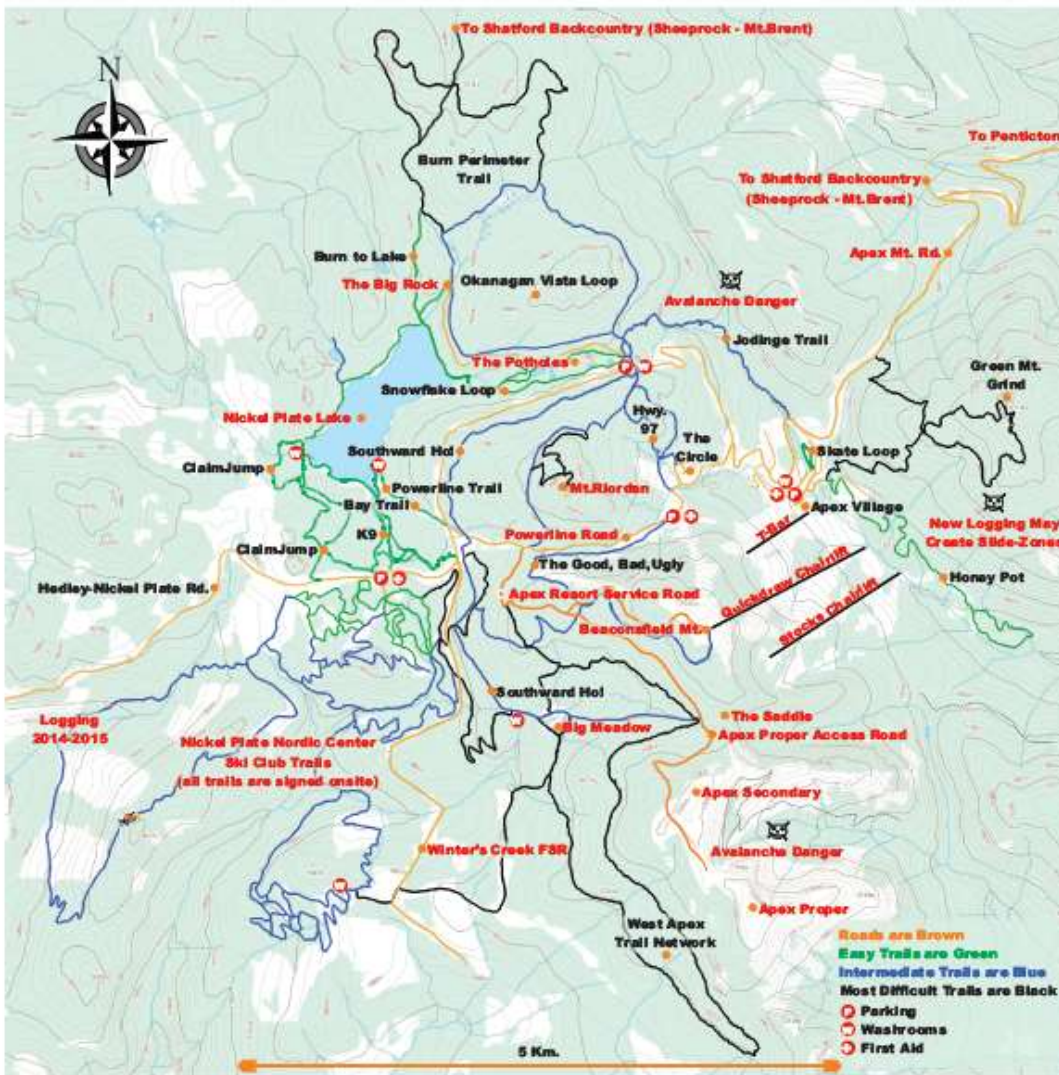 To Shatford Backcountry (Sheeprock - Mt.Brent)
N
To Penticton
Burn Perimeter
Trail
To Shatford Backcountry
(Sheeprock - Mt.Brent)
Burn to Lake
Apex Mt. Rd.
The Big Rock
Okanagan Vista Loop
Avalanche Danger
Jodinge Trail
The Potholes
Green Mt.
Grind
Snowflake Loop
Nickel Plate Lake
Hwy.
97
The
Circle
Southward Hol
Skate Loop
ClaimJump
Powerline Trail
Mt.Riordan
Bay Trail
Apex Village
New Logging May
Create Slide-Zones
T-Bar
K9
Powerline Road
ClaimJump
The Good, Bad,Ugly
Quickdraw Chairlift
Honey Pot
Hedley-Nickel Plate Rd.
Apex Resort Service Road
Stocks Chairlift
Beaconsfield Mt.
Southward Hol
Logging
2014-2015
The Saddle
Big Meadow
Apex Proper Access Road
Nickel Plate Nordic Center
Ski Club Trails
(all trails are signed onsite)
Apex Secondary
Winter's Creek FSR
Avalanche Danger
Apex Proper
West Apex
Trail Network
Roads are Brown
Easy Trails are Green
Intermediate Trails are Blue
Most Difficult Trails are Black
Parking
Washrooms
First Aid
5 Km.